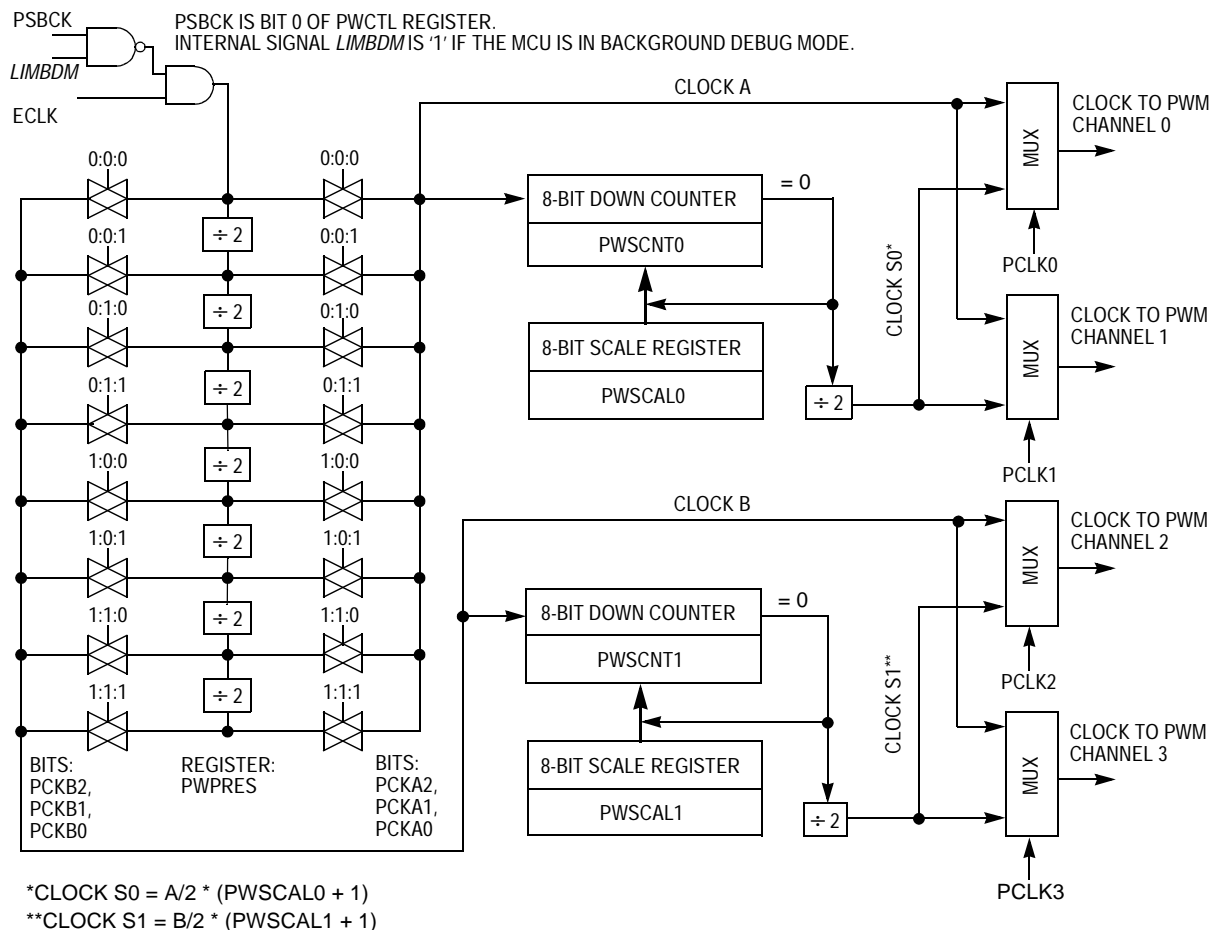 PSBCK
PSBCK IS BIT 0 OF PWCTL REGISTER.
INTERNAL SIGNAL LIMBDM IS ‘1’ IF THE MCU IS IN BACKGROUND DEBUG MODE.
LIMBDM
ECLK
CLOCK A
CLOCK TO PWM
CHANNEL 0
MUX
0:0:0
0:0:0
8-BIT DOWN COUNTER
= 0
PWSCNT0
÷ 2
PCLK0
0:0:1
0:0:1
CLOCK S0*
÷ 2
0:1:0
0:1:0
8-BIT SCALE REGISTER
PWSCAL0
CLOCK TO PWM
CHANNEL 1
MUX
÷ 2
0:1:1
0:1:1
÷ 2
÷ 2
PCLK1
1:0:0
1:0:0
CLOCK B
CLOCK TO PWM
CHANNEL 2
MUX
÷ 2
1:0:1
1:0:1
8-BIT DOWN COUNTER
= 0
PWSCNT1
÷ 2
1:1:0
1:1:0
PCLK2
CLOCK S1**
÷ 2
1:1:1
1:1:1
CLOCK TO PWM
CHANNEL 3
MUX
8-BIT SCALE REGISTER
PWSCAL1
÷ 2
BITS:
PCKB2,
PCKB1,
PCKB0
REGISTER:
PWPRES
BITS:
PCKA2,
PCKA1,
PCKA0
PCLK3
*CLOCK S0 = A/2 * (PWSCAL0 + 1)
**CLOCK S1 = B/2 * (PWSCAL1 + 1)